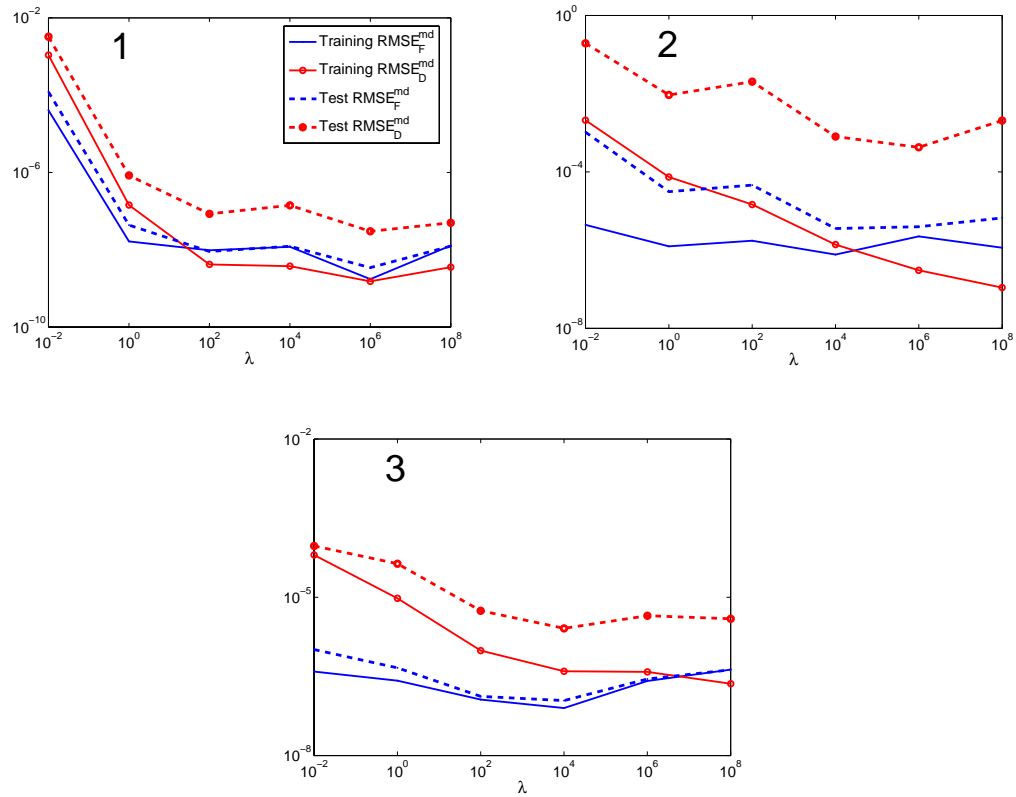 1
Training RMSE_F^md
Training RMSE_D^md
Test RMSE_F^md
Test RMSE_D^md
10^−2
10^−6
10^−10
10^−2 10^0 10^2 10^4 10^6 10^8
λ
2
10^0
10^−4
10^−8
10^−2 10^0 10^2 10^4 10^6 10^8
λ
3
10^−2
10^−5
10^−8
10^−2 10^0 10^2 10^4 10^6 10^8
λ